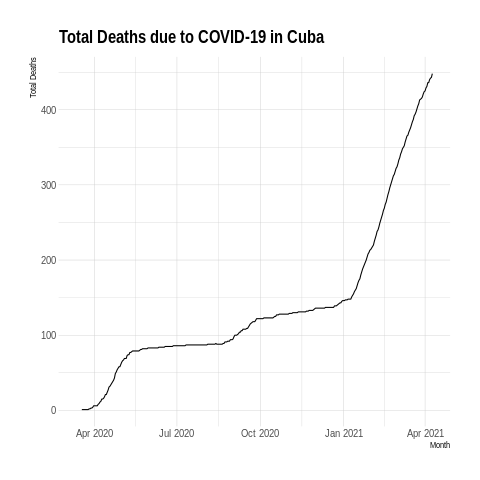 Total Deaths due to COVID-19 in Cuba
Total Deaths
400
300
200
100
0
Apr 2020 Jul 2020 Oct 2020 Jan 2021 Apr 2021
Month